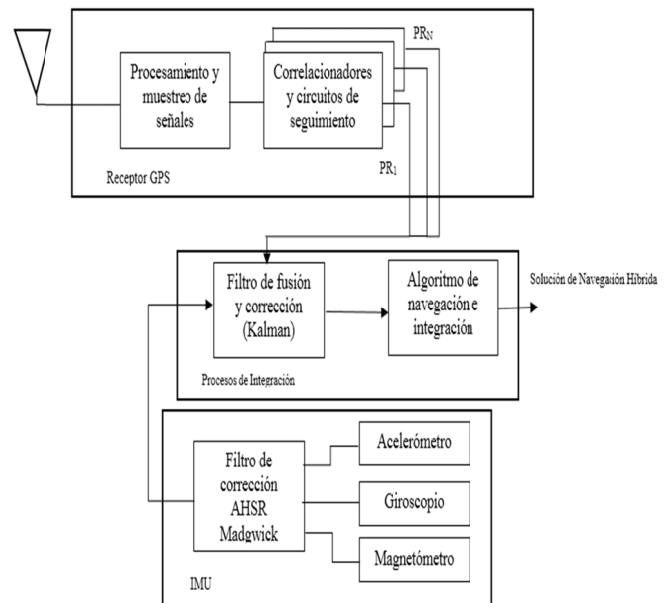 PRN
Procesamiento y
muestreo de
señales
Correlacionadores
y circuitos de
seguimiento
PR1
Receptor GPS
Filtro de fusión
y corrección
(Kalman)
Algoritmo de
navegación e
integración
Solución de Navegación Híbrida
Procesos de Integración
Filtro de
corrección
AHSR
Madgwick
Acelerómetro
Giroscopio
Magnetómetro
IMU